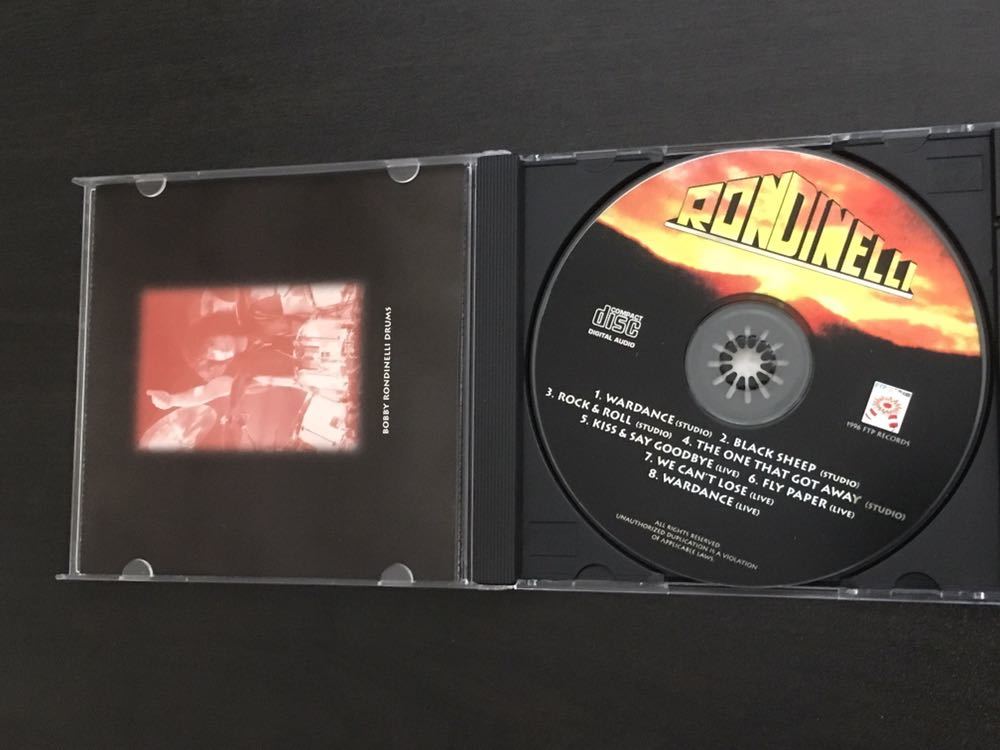 BOBBY RONDINELLI DRUMS
RONDINELLI
COMPACT
disc
DIGITAL AUDIO
1996 FTP RECORDS
1. WARDANCE (STUDIO) 2. BLACK SHEEP (STUDIO)
3. ROCK & ROLL (STUDIO) 4. THE ONE THAT GOT AWAY (STUDIO)
5. KISS & SAY GOODBYE (LIVE) 6. FLY PAPER (LIVE)
7. WE CAN'T LOSE (LIVE)
8. WARDANCE (LIVE)
ALL RIGHTS RESERVED
UNAUTHORIZED DUPLICATION IS A VIOLATION
OF APPLICABLE LAWS.